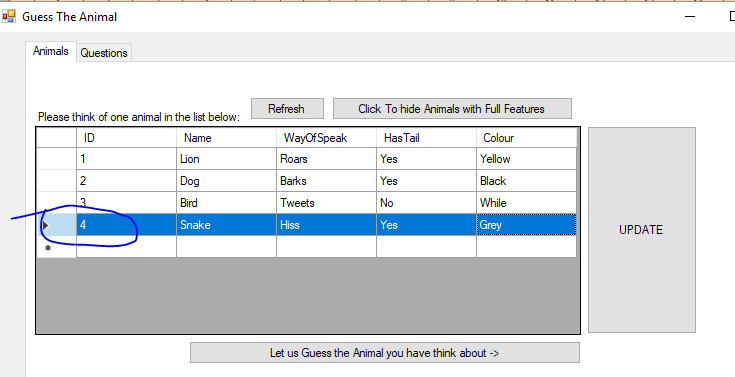 Guess The Animal
Animals Questions
Refresh Click To hide Animals with Full Features
Please think of one animal in the list below:
ID Name WayOfSpeak HasTail Colour
1 Lion Roars Yes Yellow
2 Dog Barks Yes Black
3 Bird Tweets No While
4 Snake Hiss Yes Grey
UPDATE
Let us Guess the Animal you have think about ->